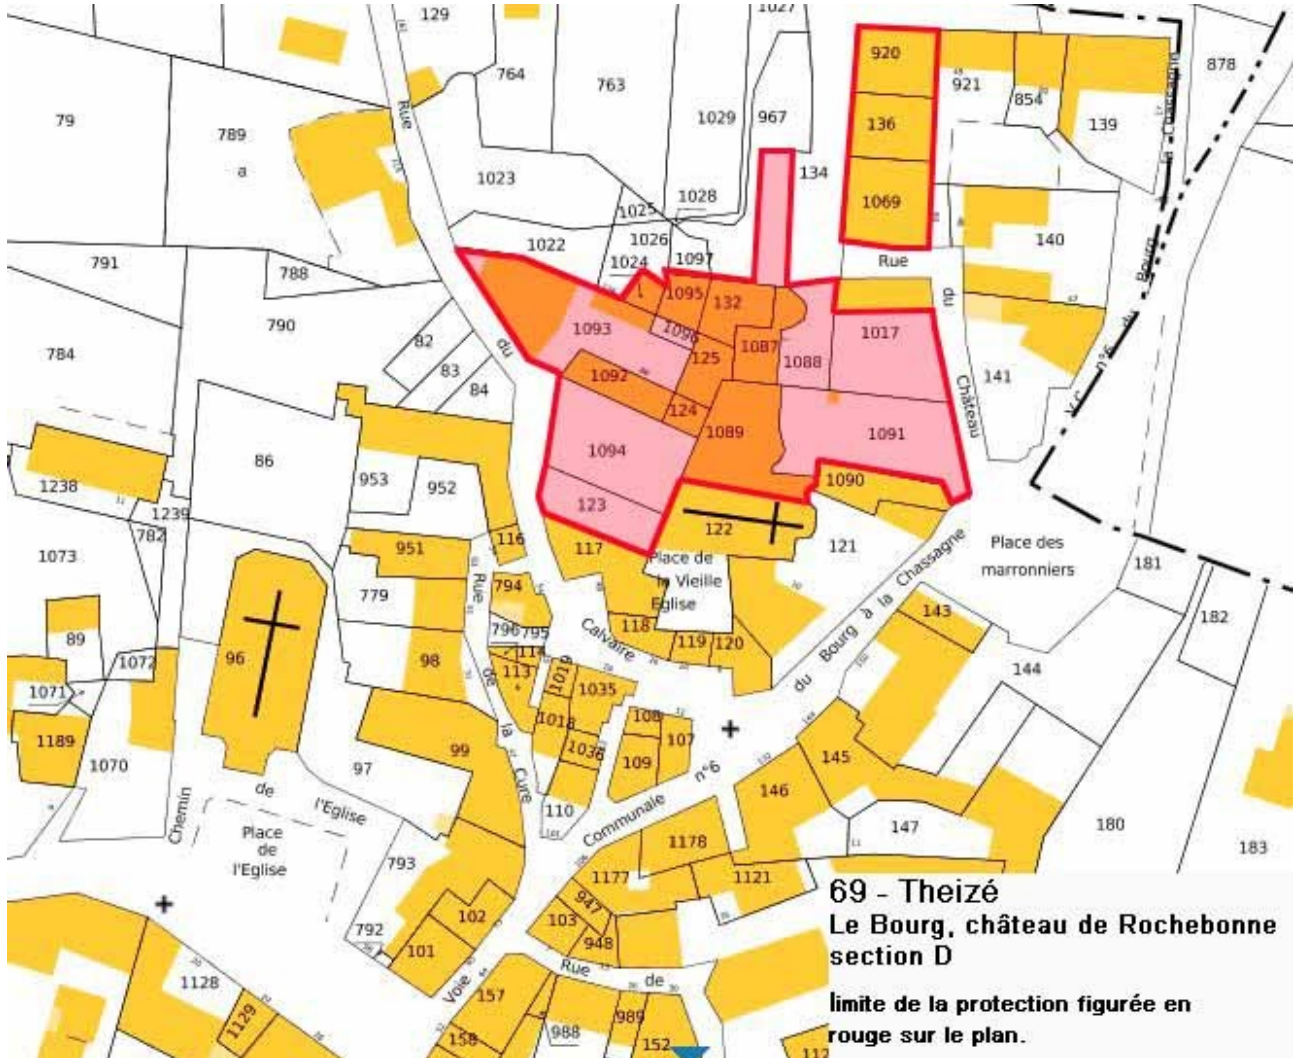 129
1027
920
878
764
763
921
854
79
789
a
1029
967
136
139
Rue
1023
134
la Chassagne
1028
1069
1025
1022
1026
140
791
788
1024
1097
Rue
Bourg
790
1095
132
du
du
1093
1096
1087
1017
82
du
125
1088
n°6
784
83
1092
141
84
124
V.C.
Château
1089
1091
86
1094
953
952
1090
1238
123
1239
122
782
116
117
121
951
1073
Place de
la Vieille
Eglise
Place des
marronniers
181
Rue
794
779
182
89
796
795
118
Calvaire
119
120
143
du Bourg à la Chassagne
1072
96
98
114
113
de
1016
1035
144
1071
1018
108
1189
99
la
1036
107
1070
97
109
n°6
145
Cure
146
Chemin
de
l'Eglise
110
Communale
147
180
Place
de
l'Eglise
793
1178
183
1177
1121
947
102
103
792
101
948
Rue
de
1128
Voie
157
1129
989
158
988
152
69 - Theizé
Le Bourg, château de Rochebonne
section D
limite de la protection figurée en
rouge sur le plan.